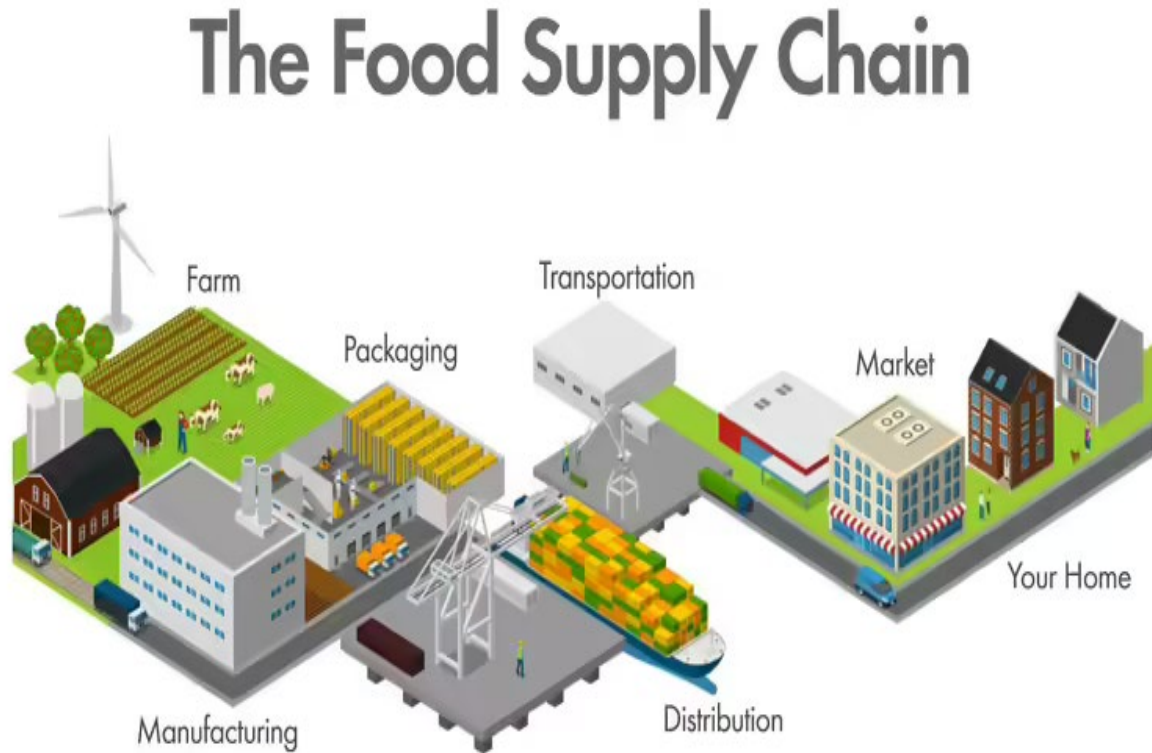 The Food Supply Chain
Farm
Transportation
Packaging
Market
Your Home
Distribution
Manufacturing